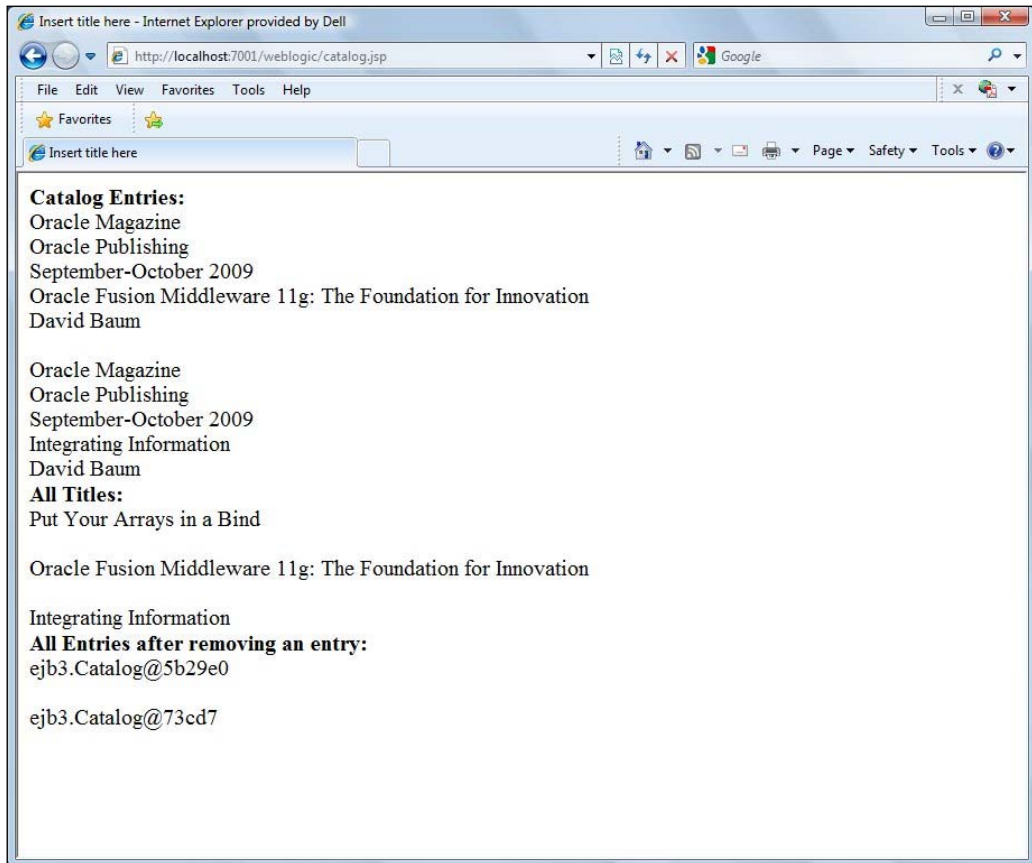 Insert title here - Internet Explorer provided by Dell
http://localhost:7001/weblogic/catalog.jsp
Google
File Edit View Favorites Tools Help
Favorites
Insert title here
Page Safety Tools
Catalog Entries:
Oracle Magazine
Oracle Publishing
September-October 2009
Oracle Fusion Middleware 11g: The Foundation for Innovation
David Baum
Oracle Magazine
Oracle Publishing
September-October 2009
Integrating Information
David Baum
All Titles:
Put Your Arrays in a Bind
Oracle Fusion Middleware 11g: The Foundation for Innovation
Integrating Information
All Entries after removing an entry:
ejb3.Catalog@5b29e0
ejb3.Catalog@73cd7